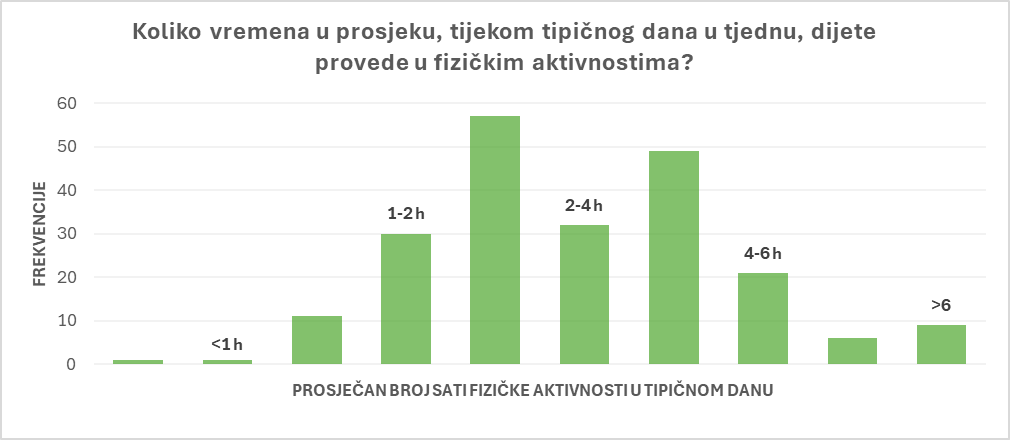 Koliko vremena u prosjeku, tijekom tipičnog dana u tjednu, dijete
provede u fizičkim aktivnostima?
FREKVENCIJE
60
50
40
30
20
10
0
<1 h
1-2 h
2-4 h
4-6 h
>6
PROSJEČAN BROJ SATI FIZIČKE AKTIVNOSTI U TIPIČNOM DANU